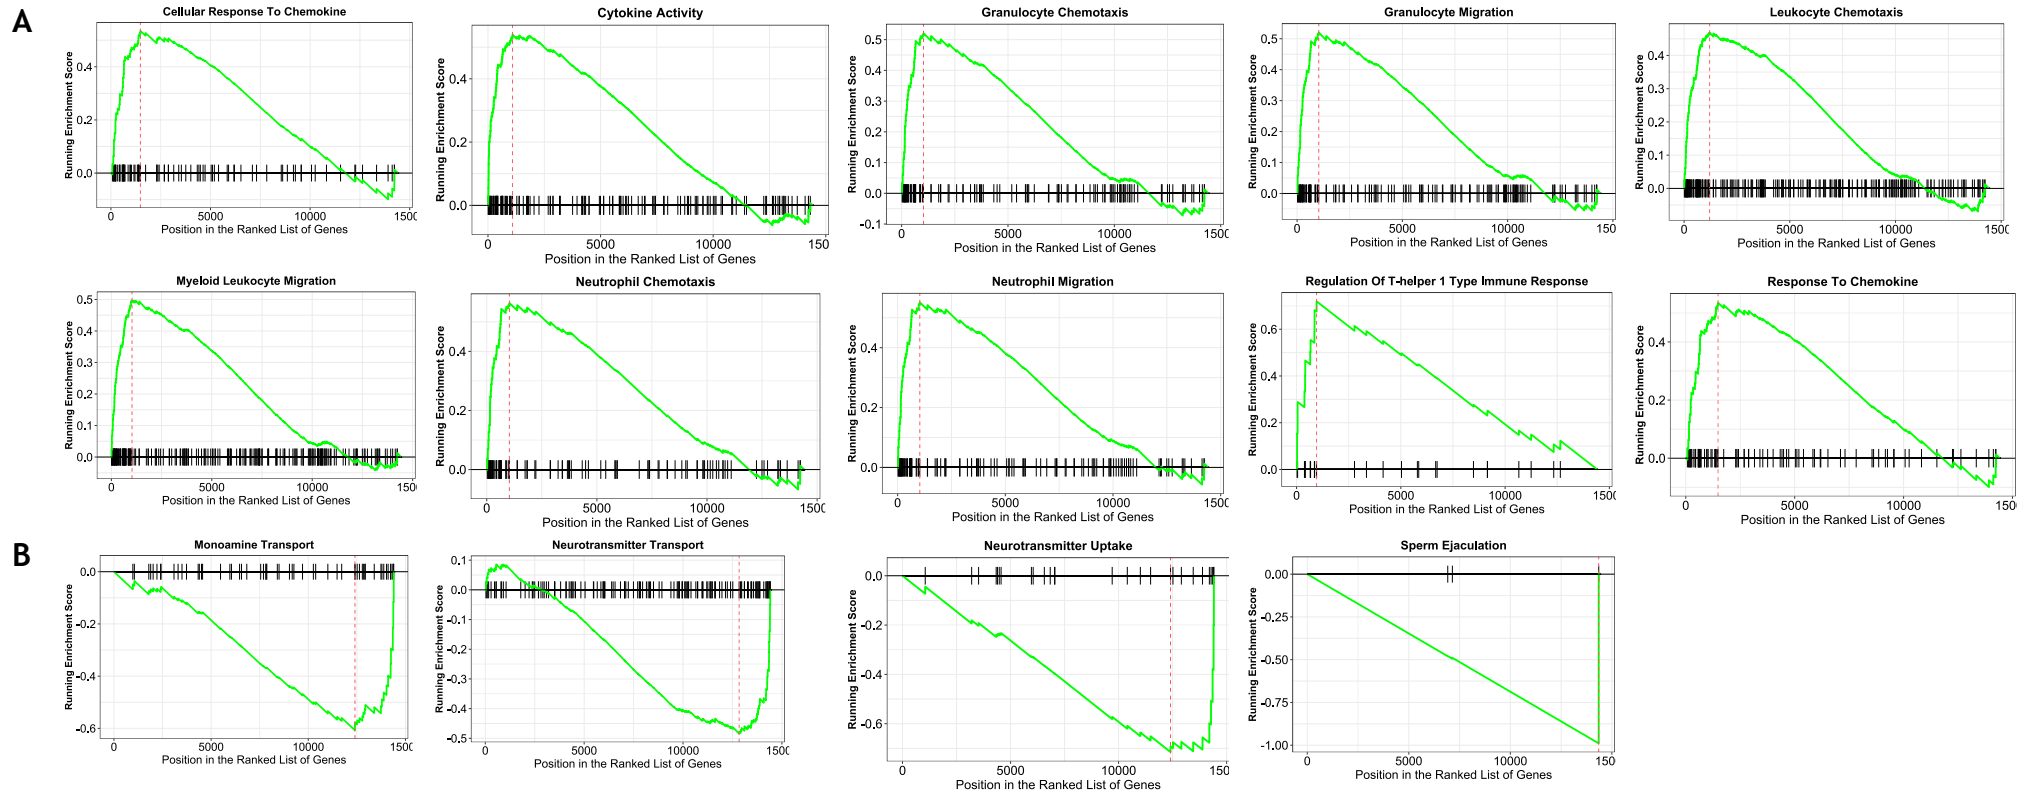 A
Cellular Response To Chemokine
Running Enrichment Score
0.4
0.2
0.0
0 5000 10000 1500
Position in the Ranked List of Genes
Cytokine Activity
Running Enrichment Score
0.4
0.2
0.0
0 5000 10000 1500
Position in the Ranked List of Genes
Granulocyte Chemotaxis
Running Enrichment Score
0.5
0.4
0.3
0.2
0.1
0.0
-0.1
0 5000 10000 1500
Position in the Ranked List of Genes
Granulocyte Migration
Running Enrichment Score
0.5
0.4
0.3
0.2
0.1
0.0
0 5000 10000 1500
Position in the Ranked List of Genes
Leukocyte Chemotaxis
Running Enrichment Score
0.4
0.2
0.0
0 5000 10000 1500
Position in the Ranked List of Genes
Myeloid Leukocyte Migration
Running Enrichment Score
0.5
0.4
0.3
0.2
0.1
0.0
0 5000 10000 1500
Position in the Ranked List of Genes
Neutrophil Chemotaxis
Running Enrichment Score
0.4
0.2
0.0
0 5000 10000 1500
Position in the Ranked List of Genes
Neutrophil Migration
Running Enrichment Score
0.4
0.2
0.0
0 5000 10000 1500
Position in the Ranked List of Genes
Regulation Of T-helper 1 Type Immune Response
Running Enrichment Score
0.6
0.4
0.2
0.0
0 5000 10000 1500
Position in the Ranked List of Genes
Response To Chemokine
Running Enrichment Score
0.4
0.2
0.0
0 5000 10000 1500
Position in the Ranked List of Genes
B
Monoamine Transport
Running Enrichment Score
0.0
-0.2
-0.4
-0.6
0 5000 10000 1500
Position in the Ranked List of Genes
Neurotransmitter Transport
Running Enrichment Score
0.1
0.0
-0.1
-0.2
-0.3
-0.4
-0.5
0 5000 10000 1500
Position in the Ranked List of Genes
Neurotransmitter Uptake
Running Enrichment Score
0.0
-0.2
-0.4
-0.6
0 5000 10000 150
Position in the Ranked List of Genes
Sperm Ejaculation
Running Enrichment Score
0.00
-0.25
-0.50
-0.75
-1.00
0 5000 10000 1500
Position in the Ranked List of Genes